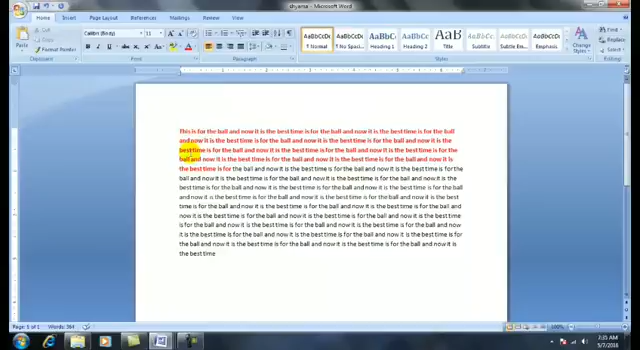 shyama - Microsoft Word
Home Insert Page Layout References Mailings Review View
Cut
Copy
Format Painter
Calibri (Body) 11
AaBbCcDc AaBbCcDc
¶ Normal ¶ No Spaci... Heading 1 Heading 2 Title Subtitle Subtle Em... Emphasis
Change Styles
Find
Replace
Select
Clipboard Font Paragraph Styles Editing
This is for the ball and now it is the best time is for the ball and now it is the best time is for the ball
and now it is the best time is for the ball and now it is the best time is for the ball and now it is the
best time is for the ball and now it is the best time is for the ball and now it is the best time is for the
ball and now it is the best time is for the ball and now it is the best time is for the ball and now it is
the best time is for the ball and now it is the best time is for the ball and now it is the best time is for the
ball and now it is the best time is for the ball and now it is the best time is for the ball and now it is the
best time is for the ball and now it is the best time is for the ball and now it is the best time is for the ball
and now it is the best time is for the ball and now it is the best time is for the ball and now it is the best
time is for the ball and now it is the best time is for the ball and now it is the best time is for the ball and
now it is the best time is for the ball and now it is the best time is for the ball and now it is the best time
is for the ball and now it is the best time is for the ball and now it is the best time is for the ball and now
it is the best time is for the ball and now it is the best time is for the ball and now it is the best time is for
the ball and now it is the best time is for the ball and now it is the best time is for the ball and now it is
the best time
Page: 1 of 1 Words: 364
100%
7:35 AM
5/7/2016